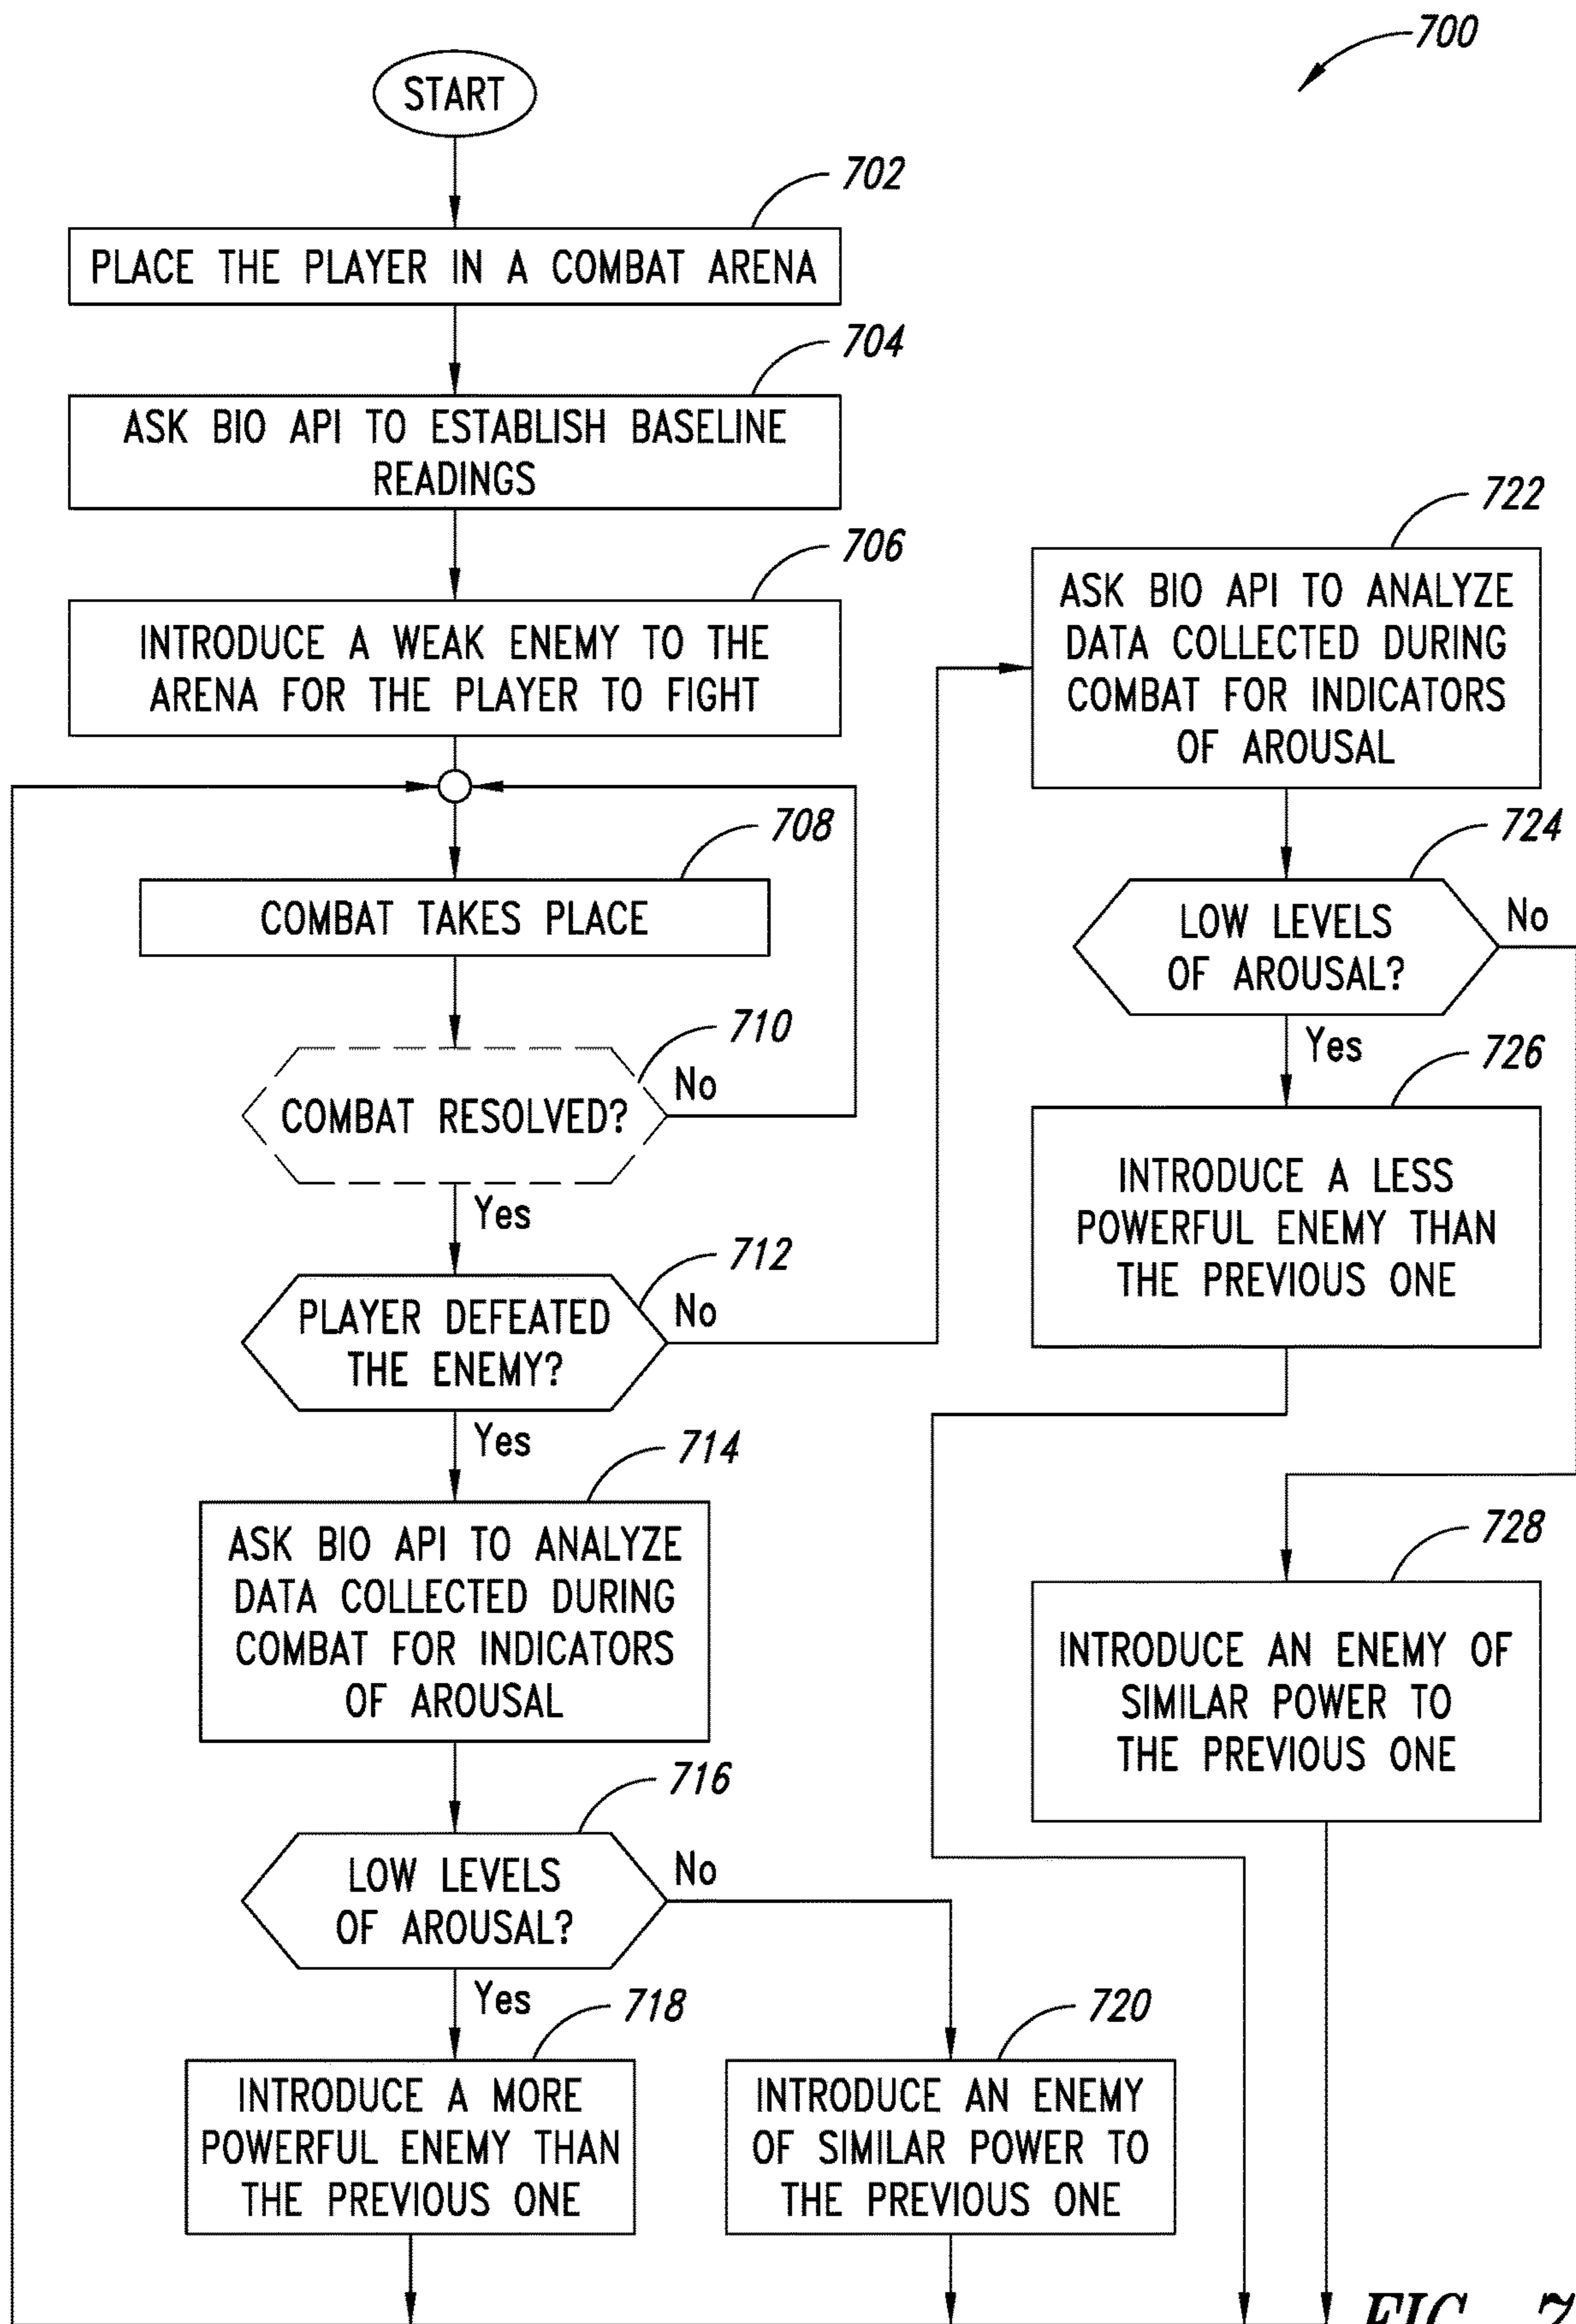 700
START
702
PLACE THE PLAYER IN A COMBAT ARENA
704
ASK BIO API TO ESTABLISH BASELINE
READINGS
706
INTRODUCE A WEAK ENEMY TO THE
ARENA FOR THE PLAYER TO FIGHT
708
COMBAT TAKES PLACE
710
COMBAT RESOLVED?
No
Yes
712
PLAYER DEFEATED
THE ENEMY?
No
Yes
714
ASK BIO API TO ANALYZE
DATA COLLECTED DURING
COMBAT FOR INDICATORS
OF AROUSAL
716
LOW LEVELS
OF AROUSAL?
No
Yes
718
INTRODUCE A MORE
POWERFUL ENEMY THAN
THE PREVIOUS ONE
720
INTRODUCE AN ENEMY
OF SIMILAR POWER TO
THE PREVIOUS ONE
722
ASK BIO API TO ANALYZE
DATA COLLECTED DURING
COMBAT FOR INDICATORS
OF AROUSAL
724
LOW LEVELS
OF AROUSAL?
No
Yes
726
INTRODUCE A LESS
POWERFUL ENEMY THAN
THE PREVIOUS ONE
728
INTRODUCE AN ENEMY OF
SIMILAR POWER TO
THE PREVIOUS ONE
FIG. 7